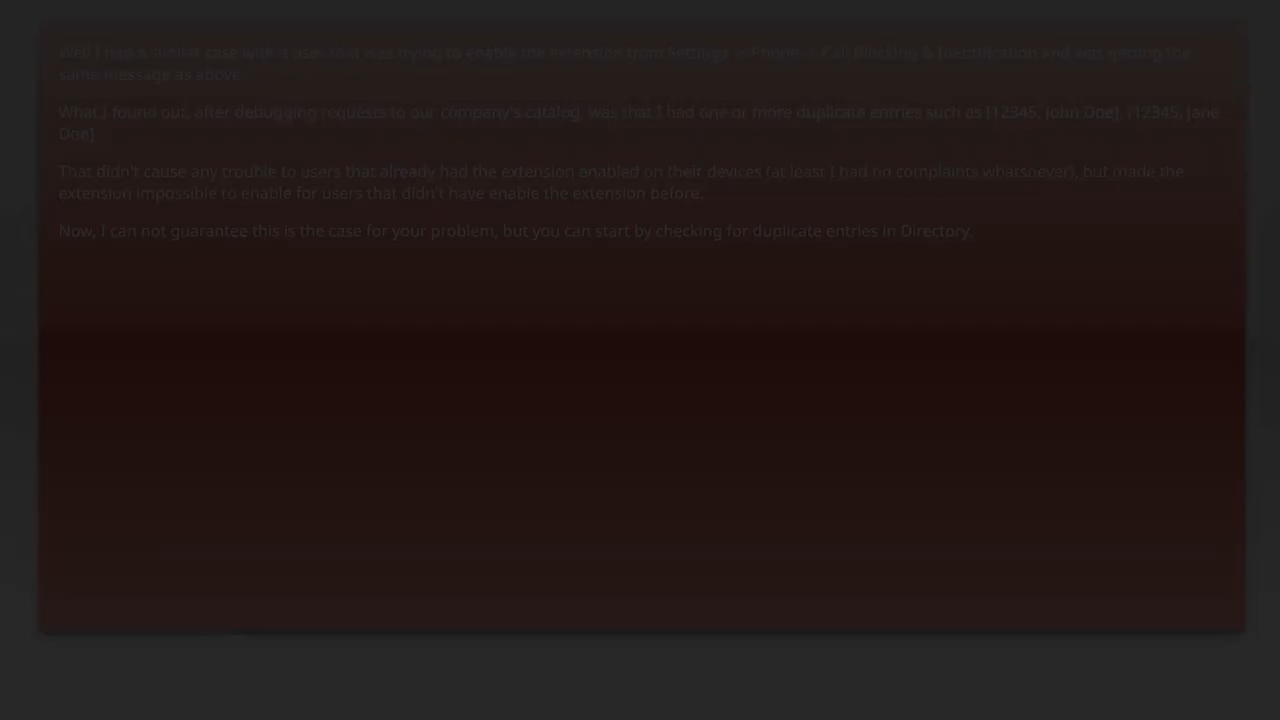 Well I had a similar case with a user that was trying to enable the extension from Settings -> Phone -> Call Blocking & Identification and was getting the
same message as above.
What I found out, after debugging requests to our company's catalog, was that I had one or more duplicate entries such as [12345, John Doe], [12345, Jane
Doe]
That didn't cause any trouble to users that already had the extension enabled on their devices (at least I had no complaints whatsoever), but made the
extension impossible to enable for users that didn't have enable the extension before.
Now, I can not guarantee this is the case for your problem, but you can start by checking for duplicate entries in Directory.